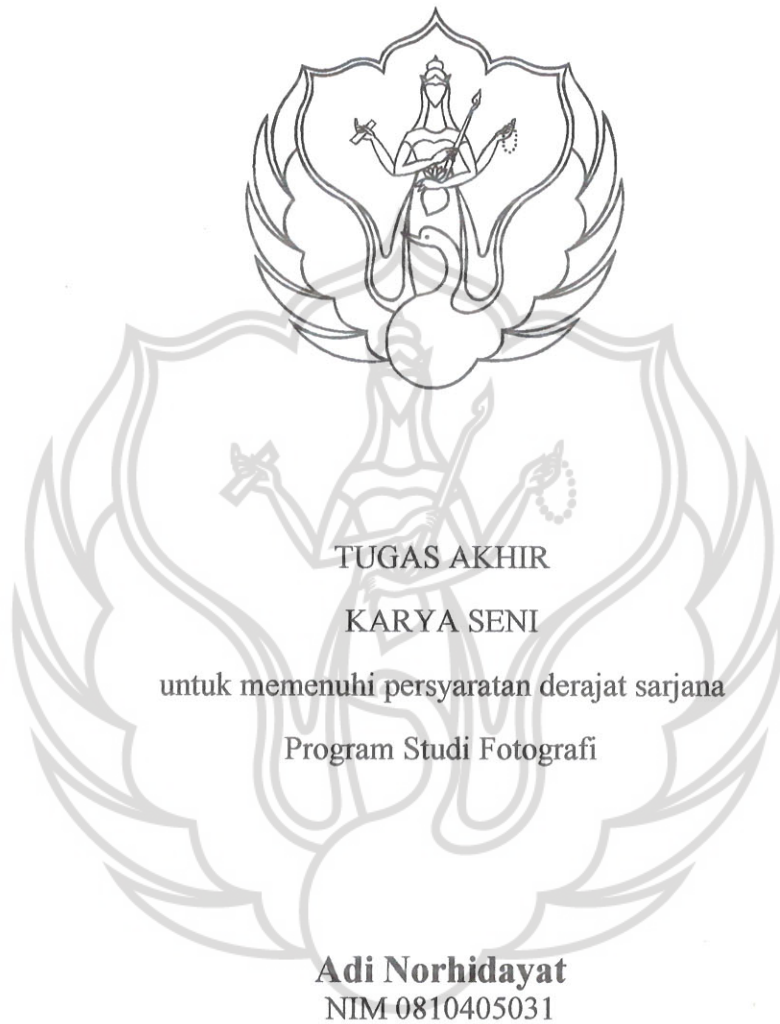 TUGAS AKHIR
KARYA SENI
untuk memenuhi persyaratan derajat sarjana
Program Studi Fotografi
Adi Norhidayat
NIM 0810405031